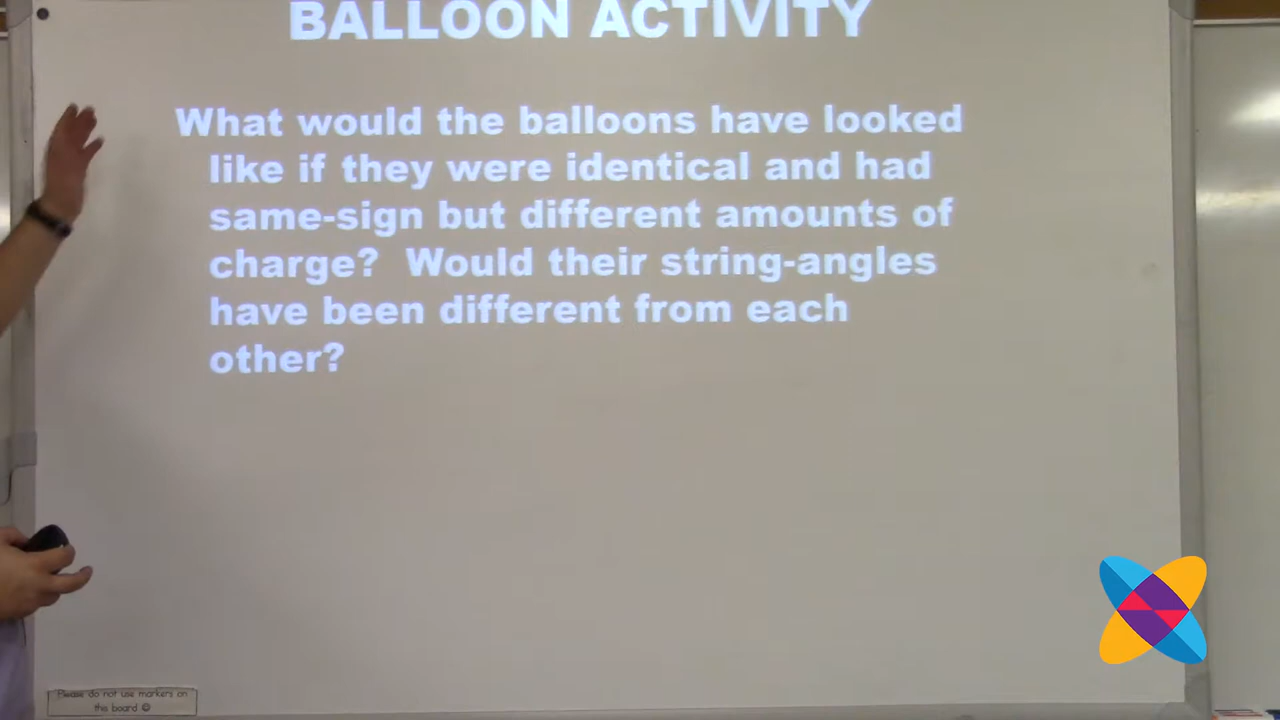 BALLOON ACTIVITY
What would the balloons have looked
like if they were identical and had
same-sign but different amounts of
charge? Would their string-angles
have been different from each
other?
Please do not use markers on
this board ☺